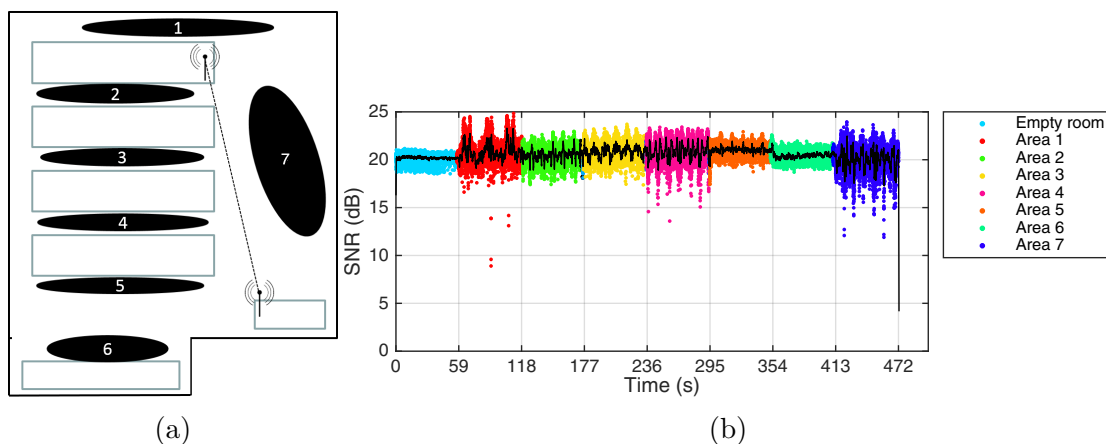 1
2
3
7
4
5
6
(a)
25
20
15
10
5
0
SNR (dB)
0 59 118 177 236 295 354 413 472
Time (s)
Empty room
Area 1
Area 2
Area 3
Area 4
Area 5
Area 6
Area 7
(b)